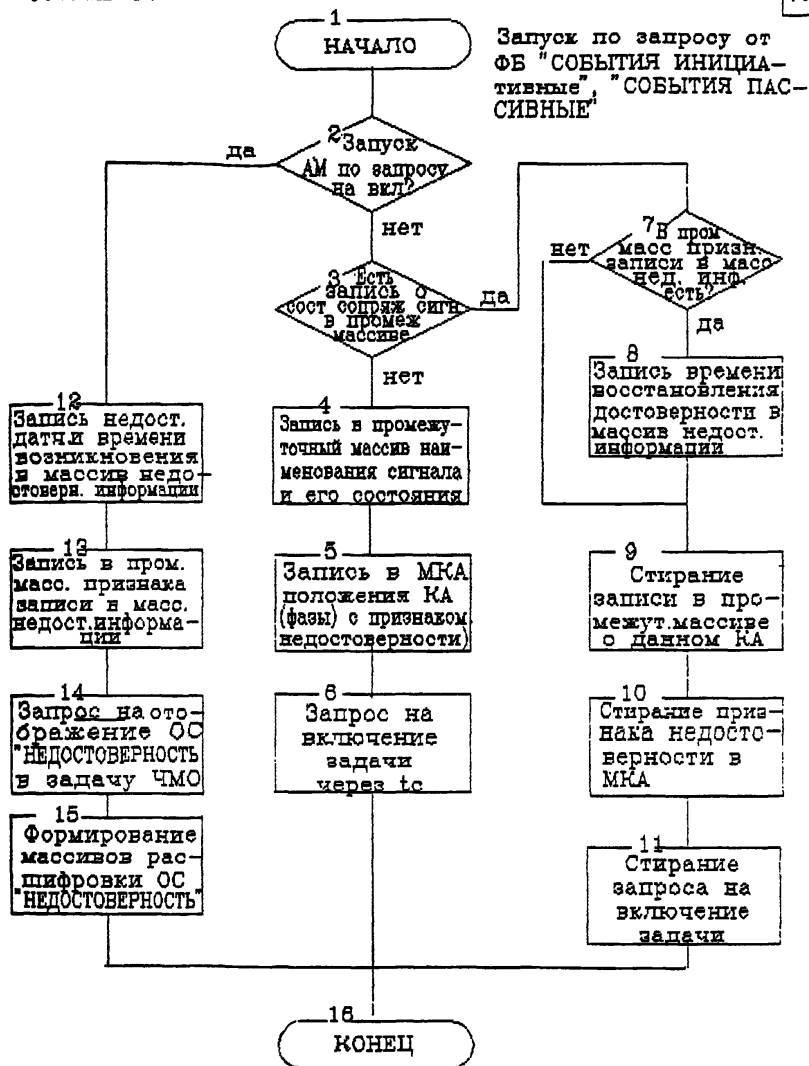 1
НАЧАЛО
Запуск по запросу от
ФБ "СОБЫТИЯ ИНИЦИА-
тивные", "СОБЫТИЯ ПАС-
СИВНЫЕ"
2 Запуск
АМ по запросу
на вкл?
да
нет
3 Есть
запись о
сост сопряж сигн.
в промеж
массиве
да
нет
7 В пром
масс призн.
записи в масс
нед. инф.
есть?
нет
да
8
Запись времени
восстановления
достоверности в
массив недост.
информации
12
Запись недост.
датчи времени
возникновения
в массив недо-
стоверн. информации
4
Запись в промежу-
точный массив наи-
менования сигнала
и его состояния
13
Запись в пром.
масс. признака
записи в масс.
недост.информа-
ции
5
Запись в МКА
положения КА
(фазы) с признаком
недостоверности)
9
Стирание
записи в про-
межут.массиве
о данном КА
14
Запрос на ото-
бражение ОС
"НЕДОСТОВЕРНОСТЬ
в задачу ЧМО
6
Запрос на
включение
задачи
через tс
10
Стирание приз-
нака недосто-
верности в
МКА
15
Формирование
массивов рас-
шифровки ОС
"НЕДОСТОВЕРНОСТЬ"
11
Стирание
запроса на
включение
задачи
16
КОНЕЦ